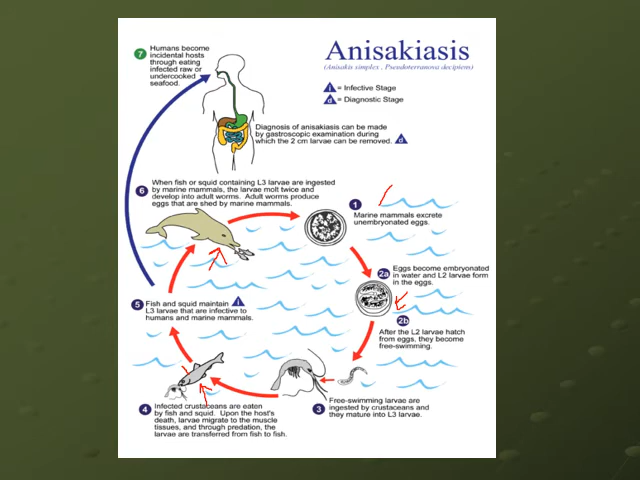 Anisakiasis
(Anisakis simplex , Pseudoterranova decipiens)
i = Infective Stage
d = Diagnostic Stage
7
Humans become
incidental hosts
through eating
infected raw or
undercooked
seafood.
Diagnosis of anisakiasis can be made
by gastroscopic examination during
which the 2 cm larvae can be removed.
d
6
When fish or squid containing L3 larvae are ingested
by marine mammals, the larvae molt twice and
develop into adult worms. Adult worms produce
eggs that are shed by marine mammals.
1
Marine mammals excrete
unembryonated eggs.
2a
Eggs become embryonated
in water and L2 larvae form
in the eggs.
2b
After the L2 larvae hatch
from eggs, they become
free-swimming.
5
Fish and squid maintain i
L3 larvae that are infective to
humans and marine mammals.
4
Infected crustaceans are eaten
by fish and squid. Upon the host's
death, larvae migrate to the muscle
tissues, and through predation, the
larvae are transferred from fish to fish.
3
Free-swimming larvae are
ingested by crustaceans and
they mature into L3 larvae.